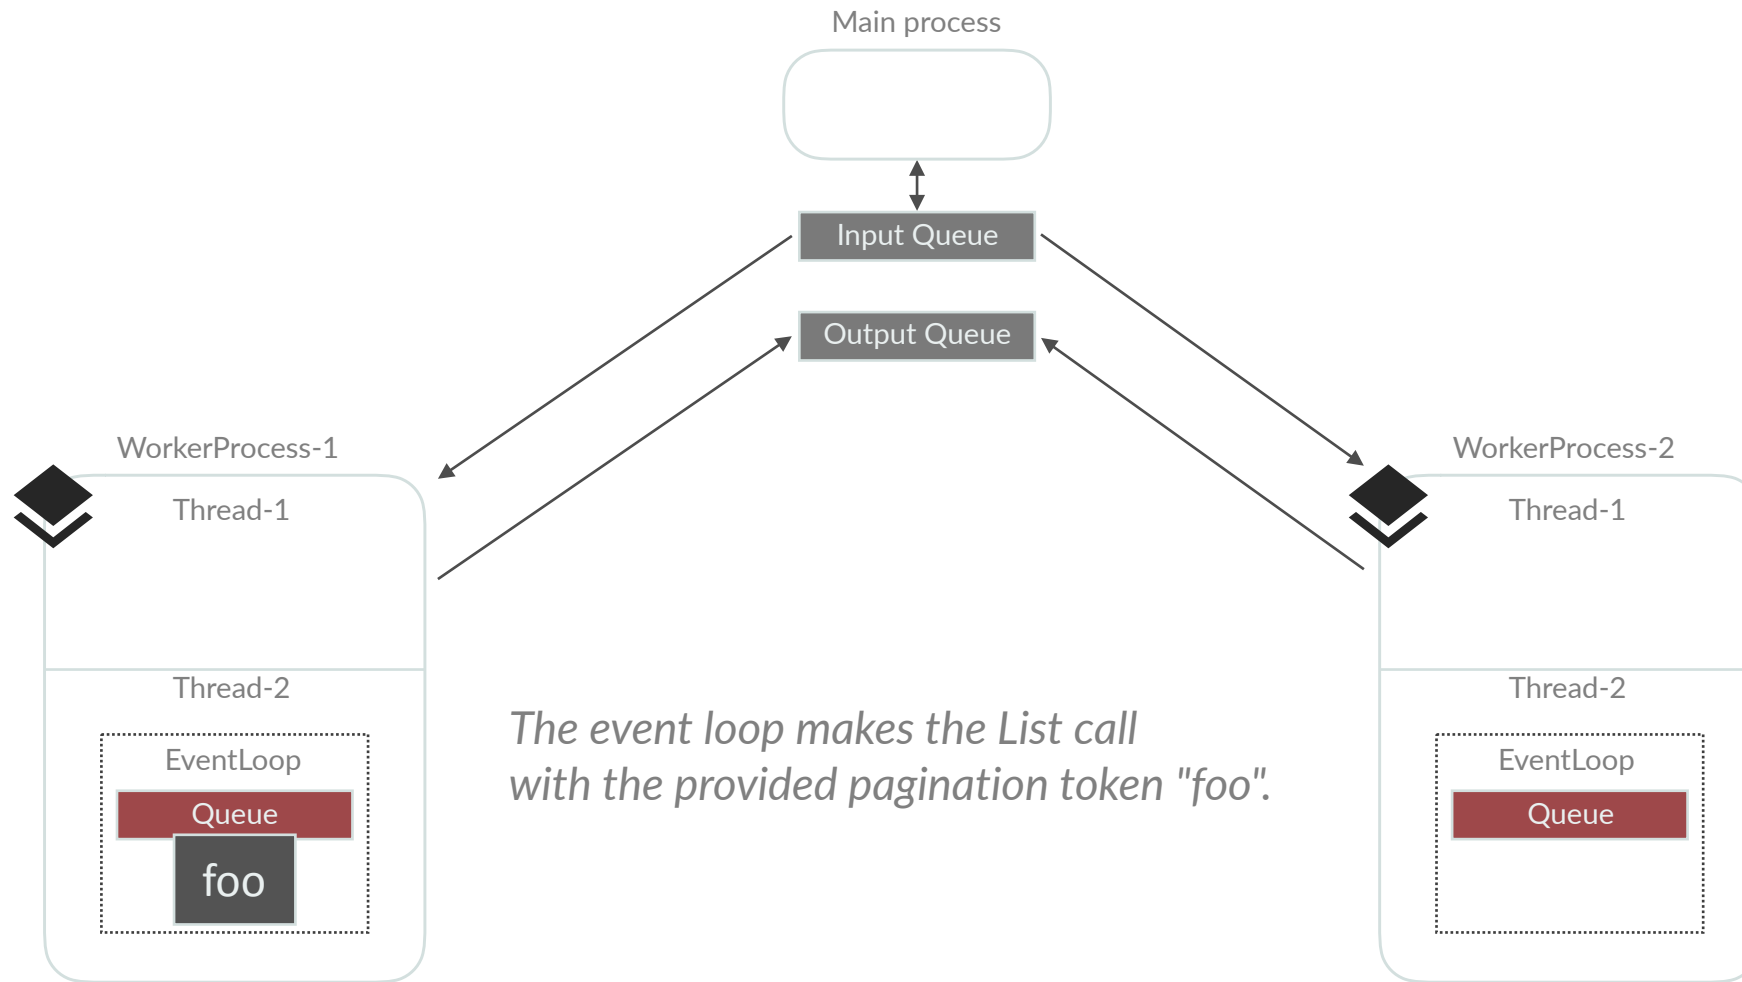 Main process
Input Queue
Output Queue
WorkerProcess-1
Thread-1
Thread-2
EventLoop
Queue
foo
The event loop makes the List call
with the provided pagination token "foo".
WorkerProcess-2
Thread-1
Thread-2
EventLoop
Queue